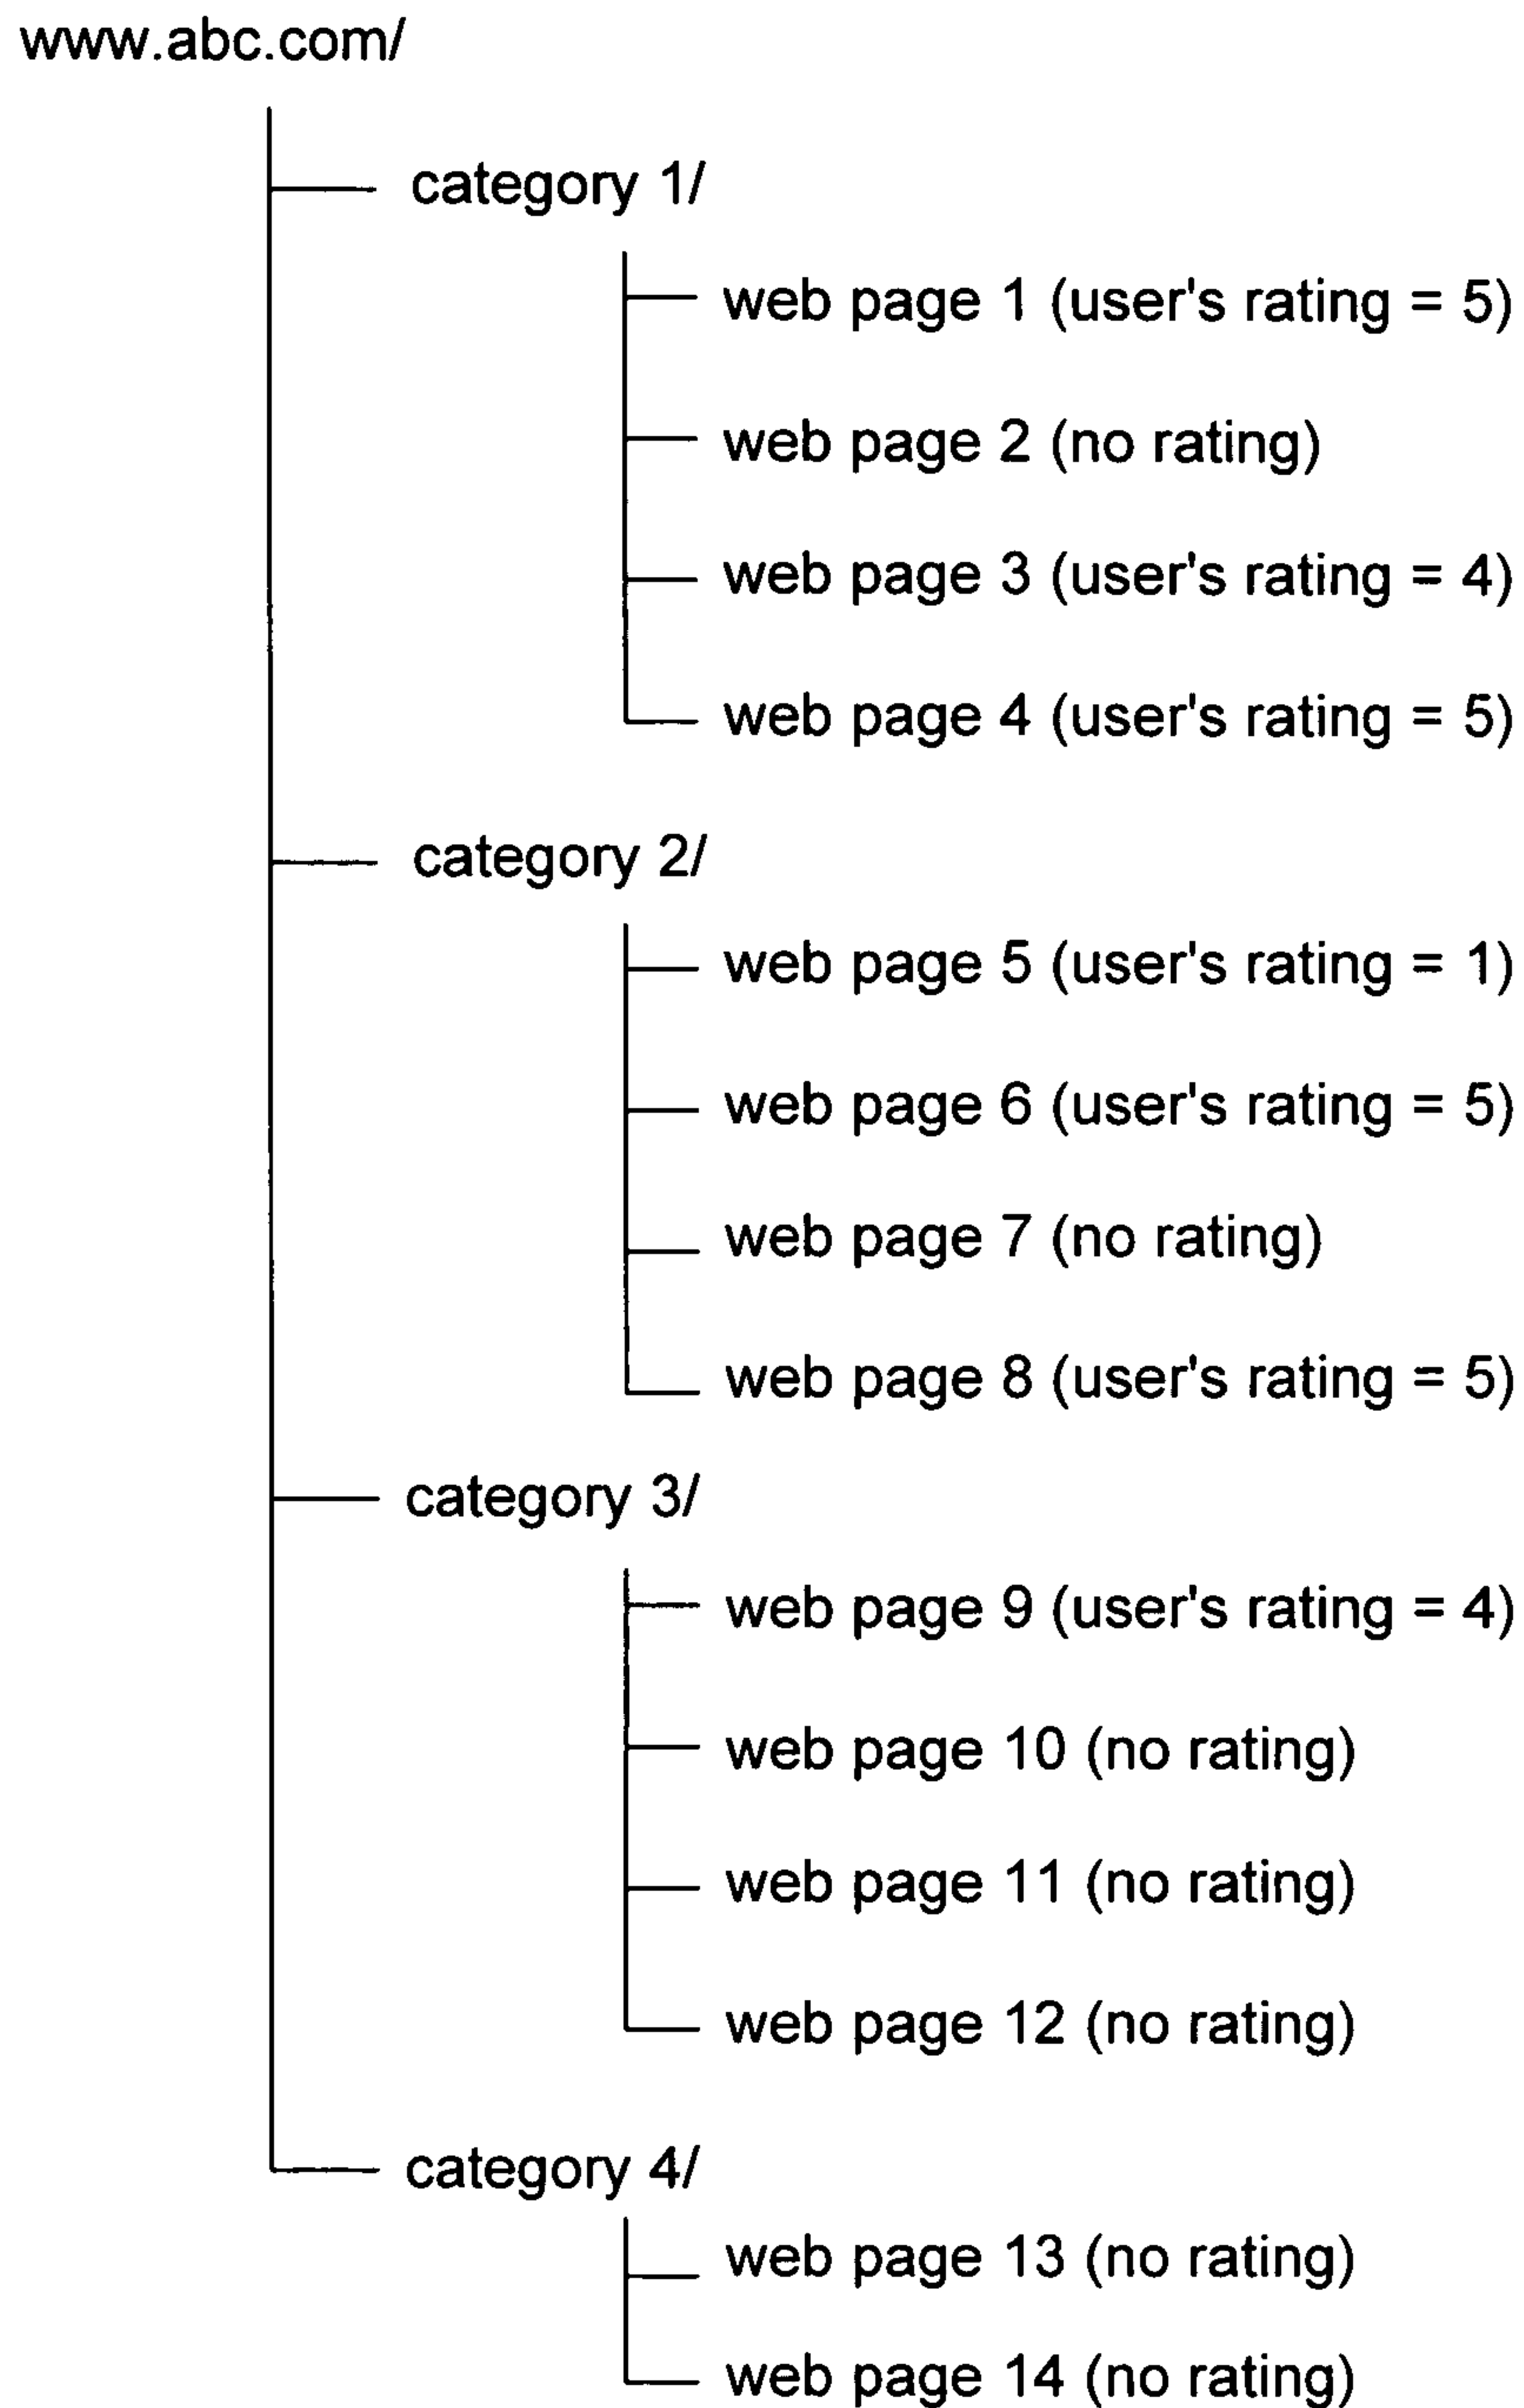 www.abc.com/
category 1/
web page 1 (user's rating = 5)
web page 2 (no rating)
web page 3 (user's rating = 4)
web page 4 (user's rating = 5)
category 2/
web page 5 (user's rating = 1)
web page 6 (user's rating = 5)
web page 7 (no rating)
web page 8 (user's rating = 5)
category 3/
web page 9 (user's rating = 4)
web page 10 (no rating)
web page 11 (no rating)
web page 12 (no rating)
category 4/
web page 13 (no rating)
web page 14 (no rating)